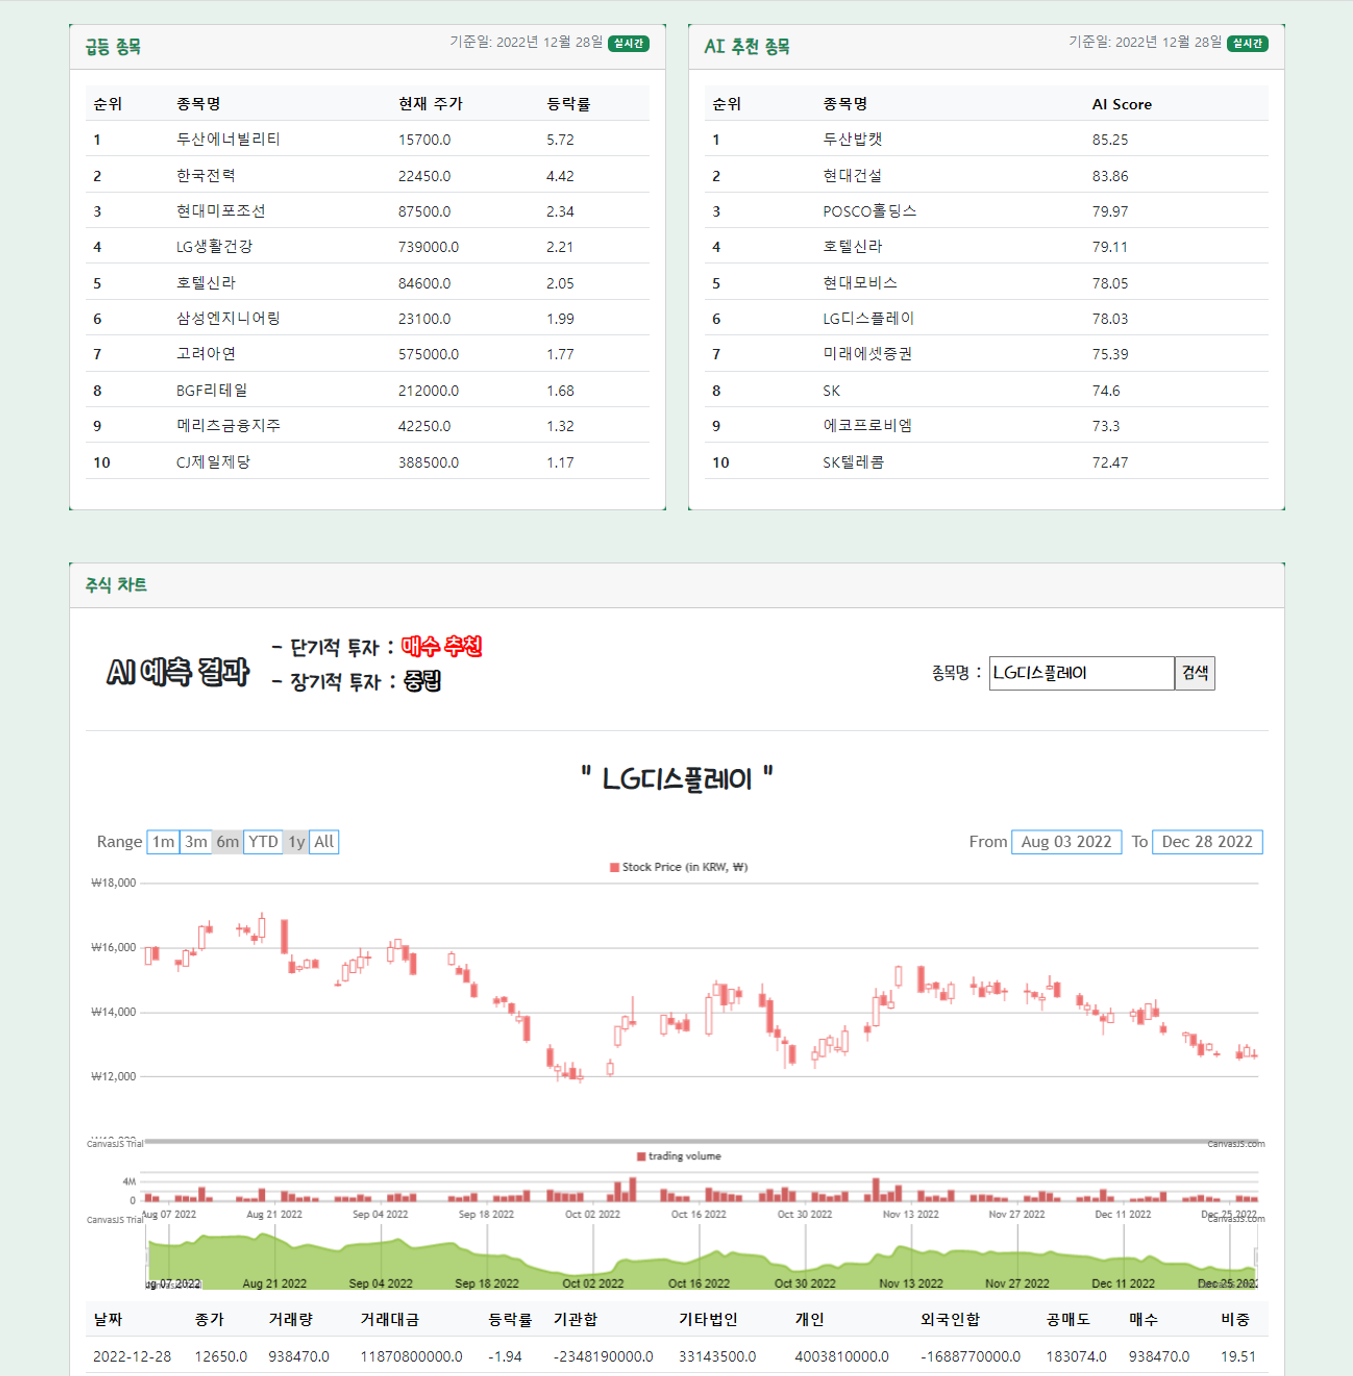 급등 종목 기준일: 2022년 12월 28일 실시간
순위 종목명 현재 주가 등락률
1 두산에너빌리티 15700.0 5.72
2 한국전력 22450.0 4.42
3 현대미포조선 87500.0 2.34
4 LG생활건강 739000.0 2.21
5 호텔신라 84600.0 2.05
6 삼성엔지니어링 23100.0 1.99
7 고려아연 575000.0 1.77
8 BGF리테일 212000.0 1.68
9 메리츠금융지주 42250.0 1.32
10 CJ제일제당 388500.0 1.17
AI 추천 종목 기준일: 2022년 12월 28일 실시간
순위 종목명 AI Score
1 두산밥캣 85.25
2 현대건설 83.86
3 POSCO홀딩스 79.97
4 호텔신라 79.11
5 현대모비스 78.05
6 LG디스플레이 78.03
7 미래에셋증권 75.39
8 SK 74.6
9 에코프로비엠 73.3
10 SK텔레콤 72.47
주식 차트
AI 예측 결과
- 단기적 투자 : 매수 추천
- 장기적 투자 : 중립
종목명 : LG디스플레이 검색
" LG디스플레이 "
Range 1m 3m 6m YTD 1y All From Aug 03 2022 To Dec 28 2022
Stock Price (in KRW, ₩)
₩18,000
₩16,000
₩14,000
₩12,000
CanvasJS Trial CanvasJS.com
trading volume
4M
0
Aug 07 2022 Aug 21 2022 Sep 04 2022 Sep 18 2022 Oct 02 2022 Oct 16 2022 Oct 30 2022 Nov 13 2022 Nov 27 2022 Dec 11 2022 Dec 25 2022
CanvasJS Trial CanvasJS.com
ug 07 2022 Aug 21 2022 Sep 04 2022 Sep 18 2022 Oct 02 2022 Oct 16 2022 Oct 30 2022 Nov 13 2022 Nov 27 2022 Dec 11 2022 Dec 25 202
날짜 종가 거래량 거래대금 등락률 기관합 기타법인 개인 외국인합 공매도 매수 비중
2022-12-28 12650.0 938470.0 11870800000.0 -1.94 -2348190000.0 33143500.0 4003810000.0 -1688770000.0 183074.0 938470.0 19.51